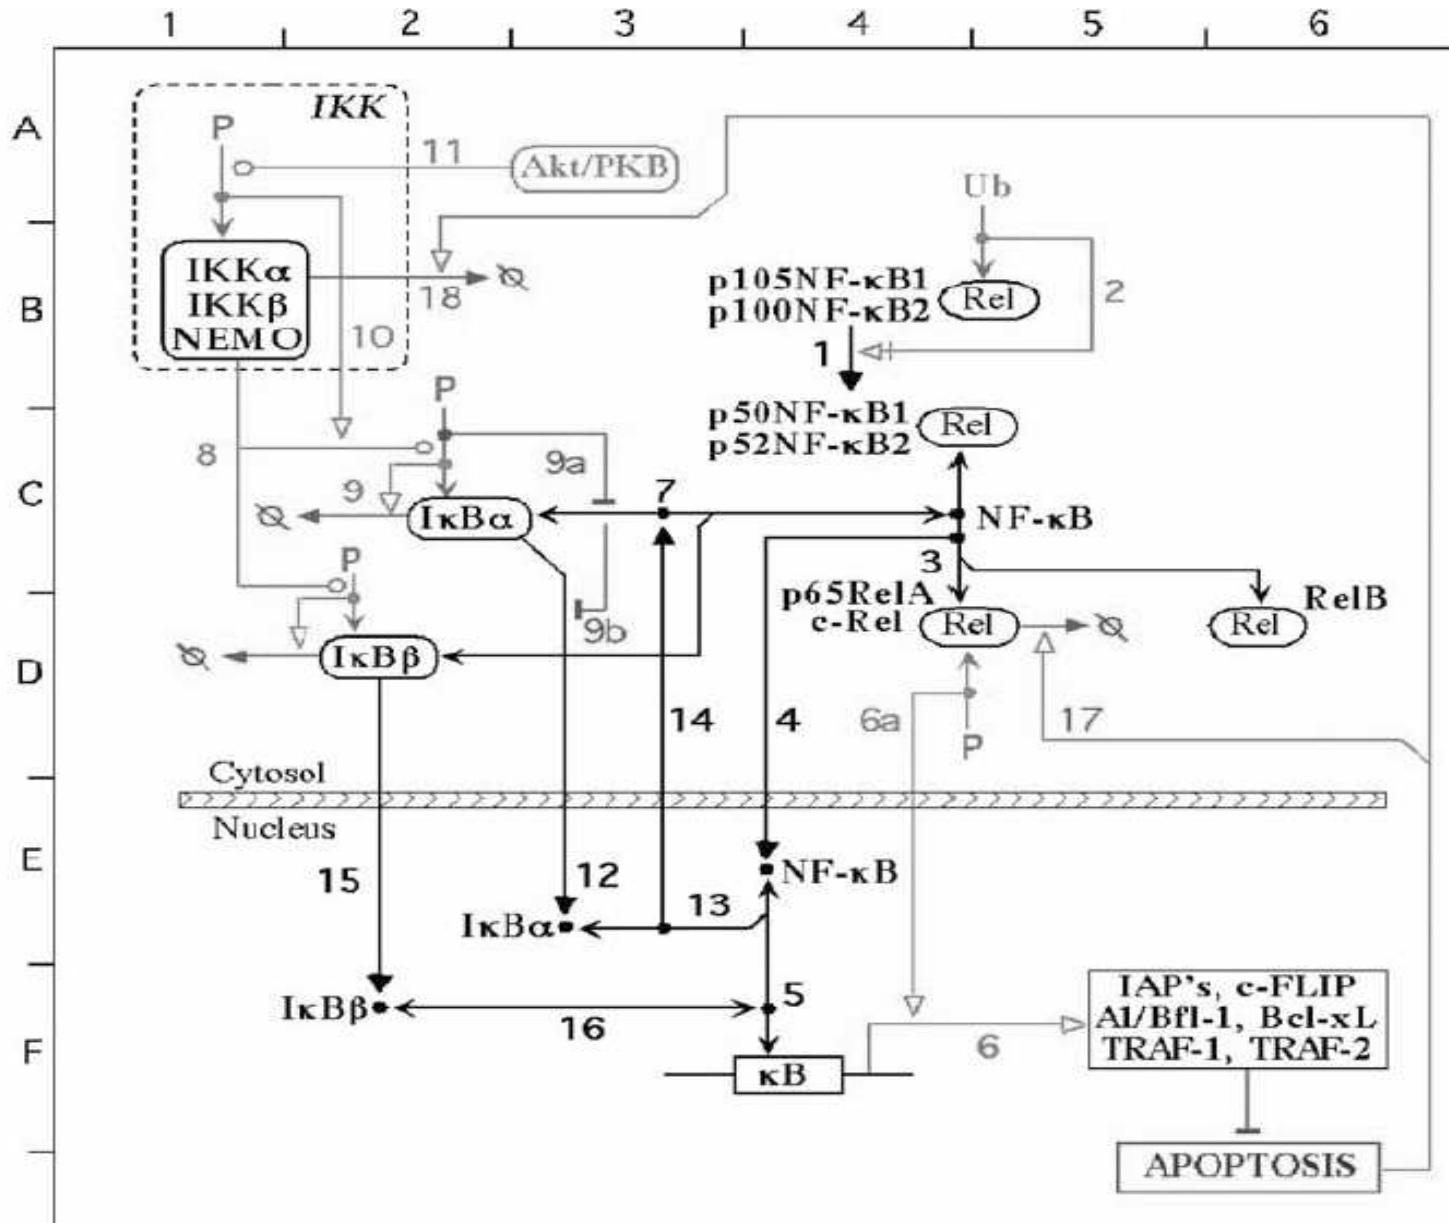 1 2 3 4 5 6
A
IKK
P
11
Akt/PKB
Ub
B
IKKα
IKKβ
NEMO
18
10
p105NF-κB1
p100NF-κB2
Rel
2
1
P
p50NF-κB1
p52NF-κB2
Rel
8
9a
C
9
7
IκBα
NF-κB
P
3
p65RelA
c-Rel
Rel
RelB
Rel
9b
D
IκBβ
14
4
6a
17
P
Cytosol
Nucleus
E
15
12
NF-κB
13
IκBα
IκBβ
5
16
IAP's, c-FLIP
A1/Bfl-1, Bcl-xL
TRAF-1, TRAF-2
F
6
κB
APOPTOSIS